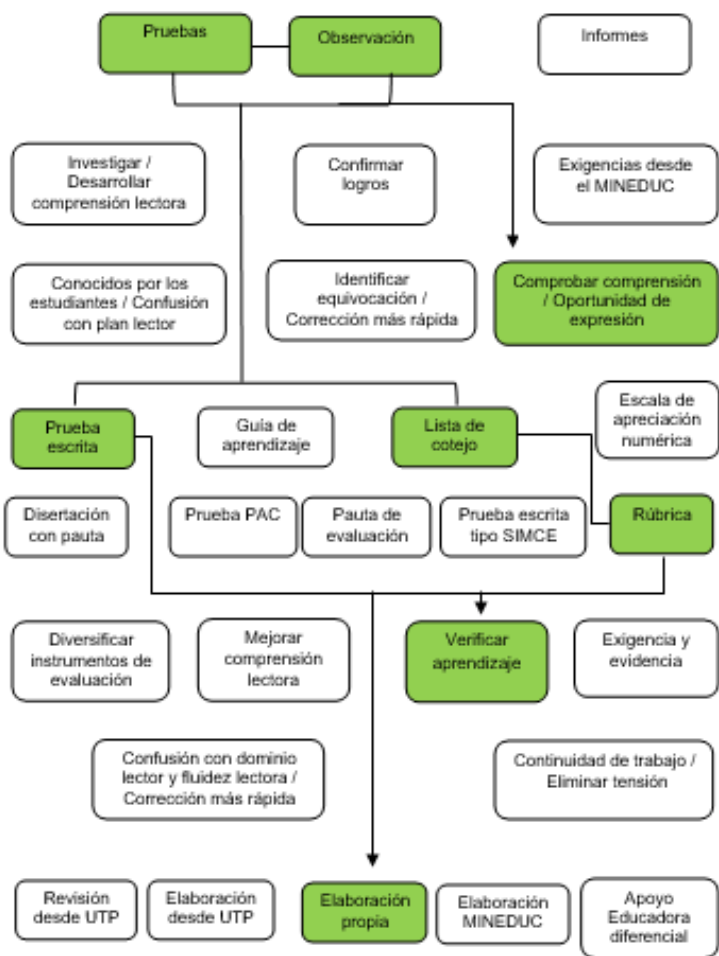 Pruebas
Observación
Informes
Investigar /
Desarrollar
comprensión lectora
Confirmar
logros
Exigencias desde
el MINEDUC
Conocidos por los
estudiantes / Confusión
con plan lector
Identificar
equivocación /
Corrección más rápida
Comprobar comprensión
/ Oportunidad de
expresión
Prueba
escrita
Guía de
aprendizaje
Lista de
cotejo
Escala de
apreciación
numérica
Disertación
con pauta
Prueba PAC
Pauta de
evaluación
Prueba escrita
tipo SIMCE
Rúbrica
Diversificar
instrumentos de
evaluación
Mejorar
comprensión
lectora
Verificar
aprendizaje
Exigencia y
evidencia
Confusión con dominio
lector y fluidez lectora /
Corrección más rápida
Continuidad de trabajo /
Eliminar tensión
Revisión
desde UTP
Elaboración
desde UTP
Elaboración
propia
Elaboración
MINEDUC
Apoyo
Educadora
diferencial